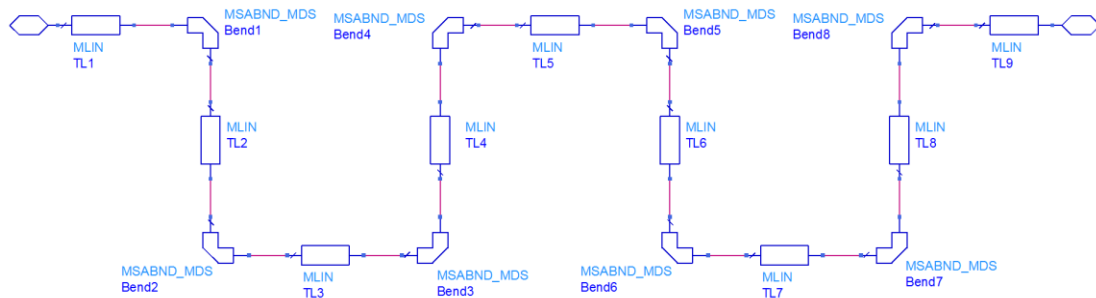 MSABND_MDS
Bend1
MSABND_MDS
Bend4
MSABND_MDS
Bend5
MSABND_MDS
Bend8
MLIN
TL1
MLIN
TL5
MLIN
TL9
MLIN
TL2
MLIN
TL4
MLIN
TL6
MLIN
TL8
MSABND_MDS
Bend2
MLIN
TL3
MSABND_MDS
Bend3
MSABND_MDS
Bend6
MLIN
TL7
MSABND_MDS
Bend7